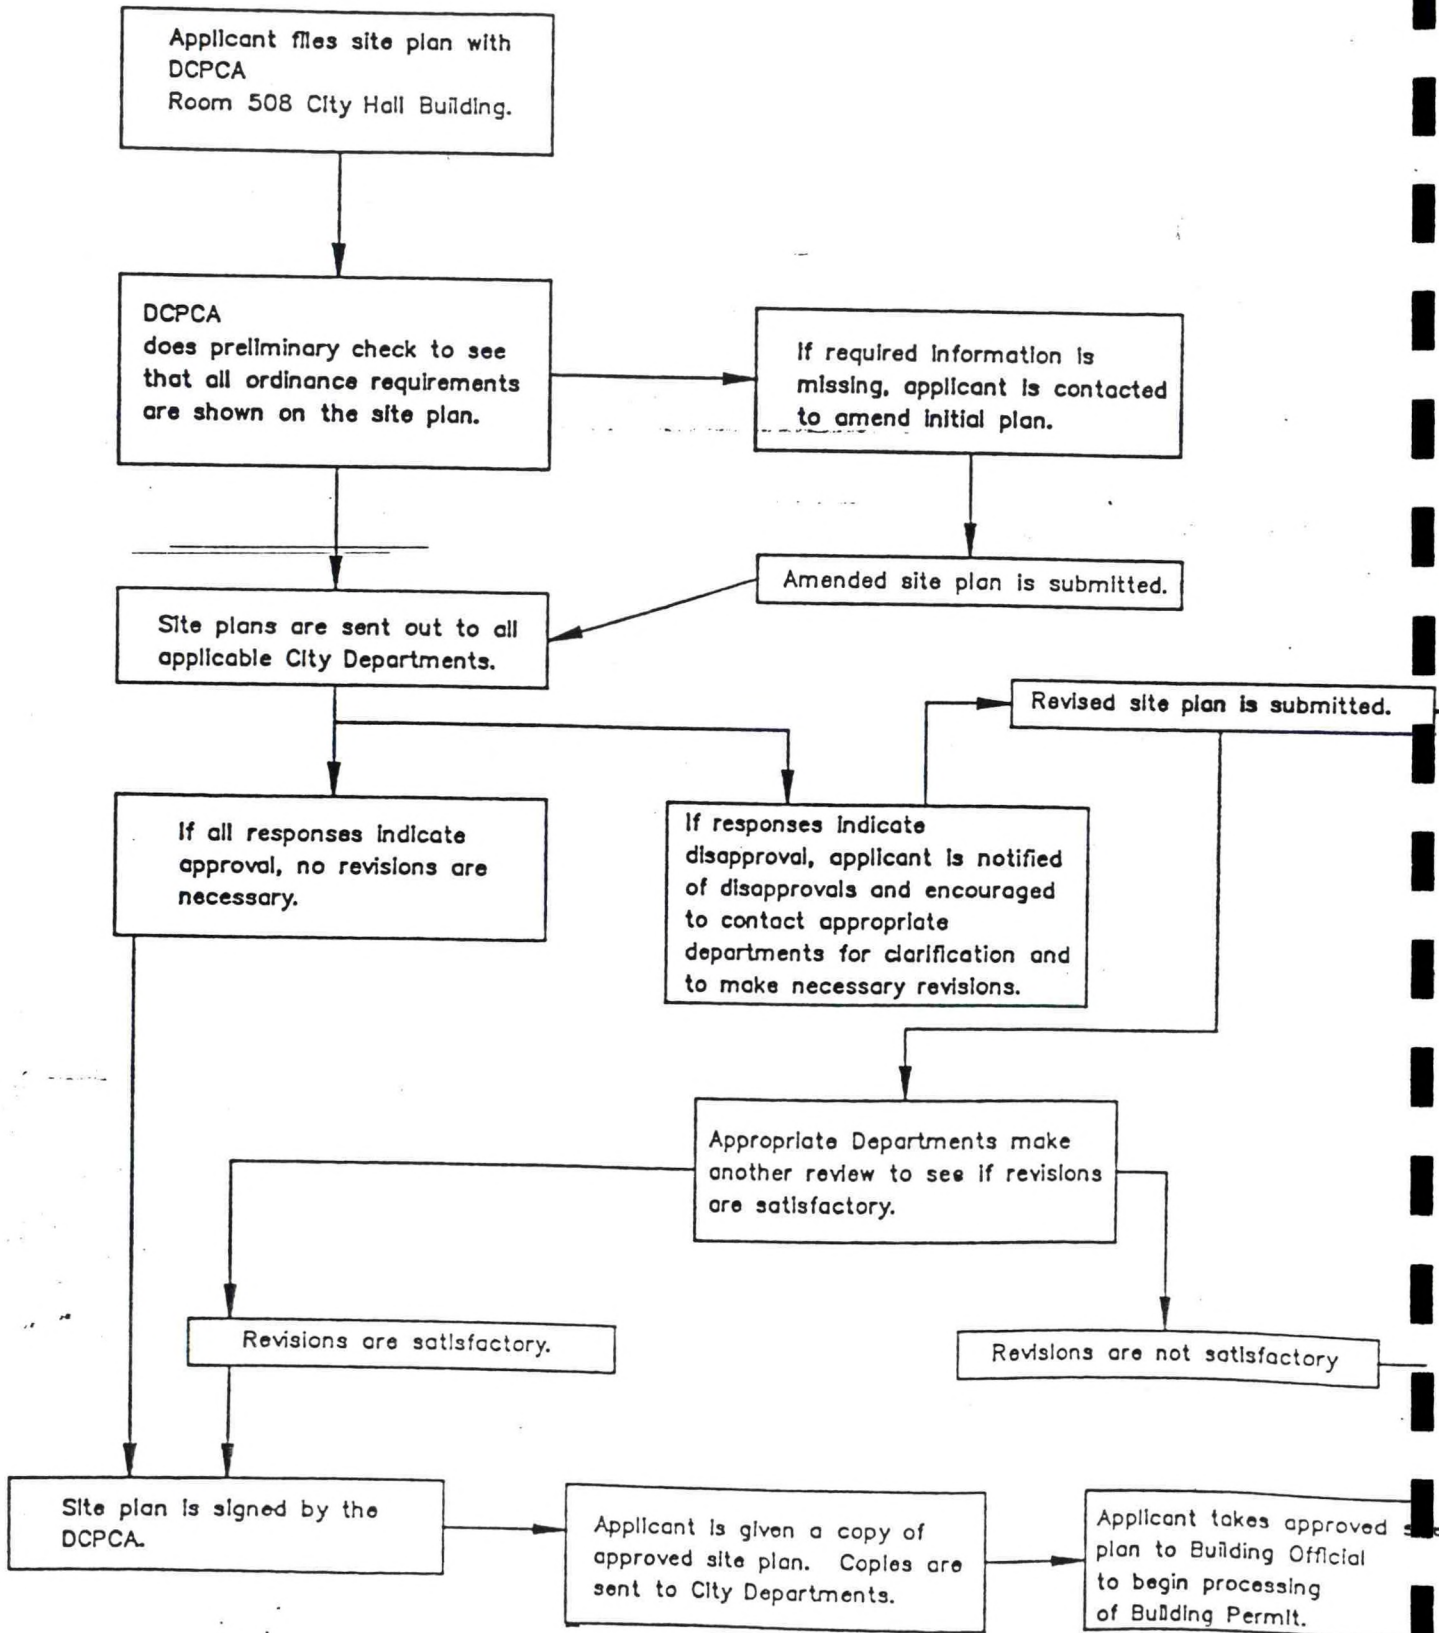 Applicant files site plan with
DCPCA
Room 508 City Hall Building.
DCPCA
does preliminary check to see
that all ordinance requirements
are shown on the site plan.
If required information is
missing, applicant is contacted
to amend initial plan.
Amended site plan is submitted.
Site plans are sent out to all
applicable City Departments.
Revised site plan is submitted.
If all responses indicate
approval, no revisions are
necessary.
If responses indicate
disapproval, applicant is notified
of disapprovals and encouraged
to contact appropriate
departments for clarification and
to make necessary revisions.
Appropriate Departments make
another review to see if revisions
are satisfactory.
Revisions are satisfactory.
Revisions are not satisfactory
Site plan is signed by the
DCPCA.
Applicant is given a copy of
approved site plan. Copies are
sent to City Departments.
Applicant takes approved
plan to Building Official
to begin processing
of Building Permit.